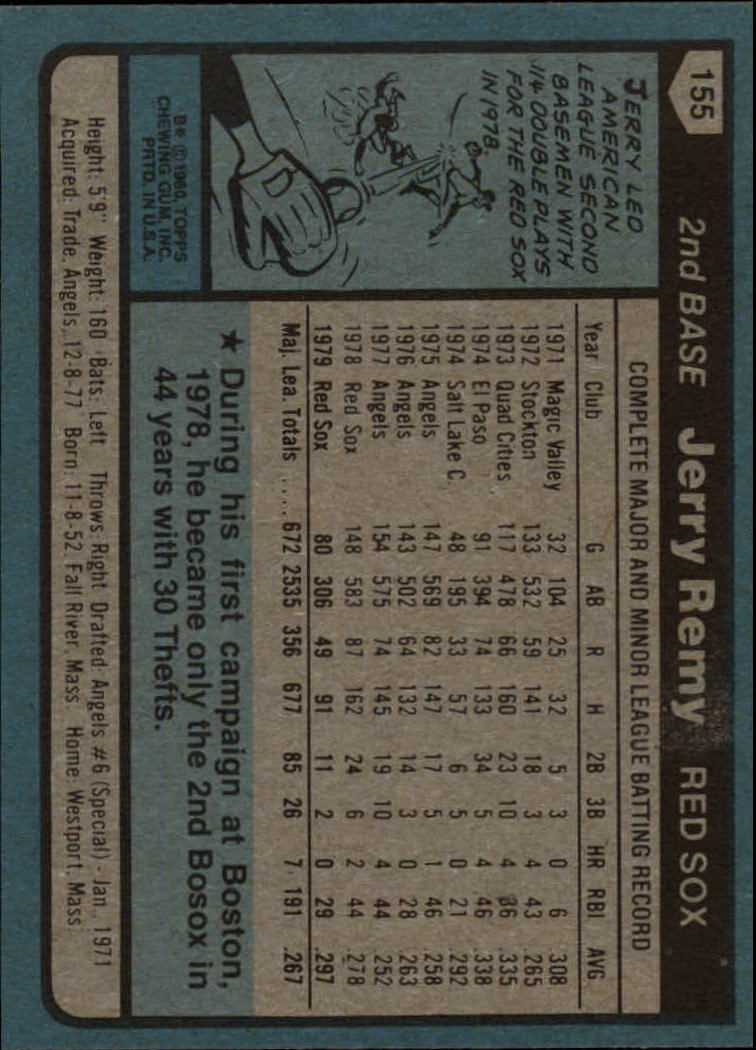 155
2nd BASE Jerry Remy RED SOX
JERRY LED
AMERICAN
LEAGUE SECOND
BASEMEN WITH
114 DOUBLE PLAYS
FOR THE RED SOX
IN 1978.
B* © 1980, TOPPS
CHEWING GUM, INC.
PRTD. IN U.S.A.
COMPLETE MAJOR AND MINOR LEAGUE BATTING RECORD
Year Club G AB R H 2B 3B HR RBI AVG
1971 Magic Valley 32 104 25 32 5 3 0 6 .308
1972 Stockton 133 532 59 141 18 3 4 43 .265
1973 Quad Cities 117 478 66 160 23 10 4 36 .335
1974 El Paso 91 394 74 133 34 5 4 46 .338
1974 Salt Lake C. 48 195 33 57 6 5 0 21 .292
1975 Angels 147 569 82 147 17 5 1 46 .258
1976 Angels 143 502 64 132 14 3 0 28 .263
1977 Angels 154 575 74 145 19 10 4 44 .252
1978 Red Sox 148 583 87 162 24 6 2 44 .278
1979 Red Sox 80 306 49 91 11 2 0 29 .297
Maj. Lea. Totals .... 672 2535 356 677 85 26 7 191 .267
★ During his first campaign at Boston,
1978, he became only the 2nd Bosox in
44 years with 30 Thefts.
Height: 5'9" Weight: 160 Bats: Left Throws: Right Drafted: Angels #6 (Special) - Jan., 1971
Acquired: Trade, Angels, 12-8-77 Born: 11-8-52, Fall River, Mass Home: Westport, Mass